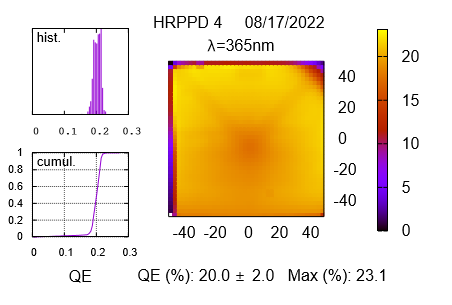 HRPPD 4 08/17/2022
λ=365nm
hist.
0 0.1 0.2 0.3
cumul.
1
0.8
0.6
0.4
0.2
0
0 0.1 0.2 0.3
QE
40
20
0
-20
-40
-40 -20 0 20 40
20
15
10
5
0
QE (%): 20.0 ± 2.0 Max (%): 23.1